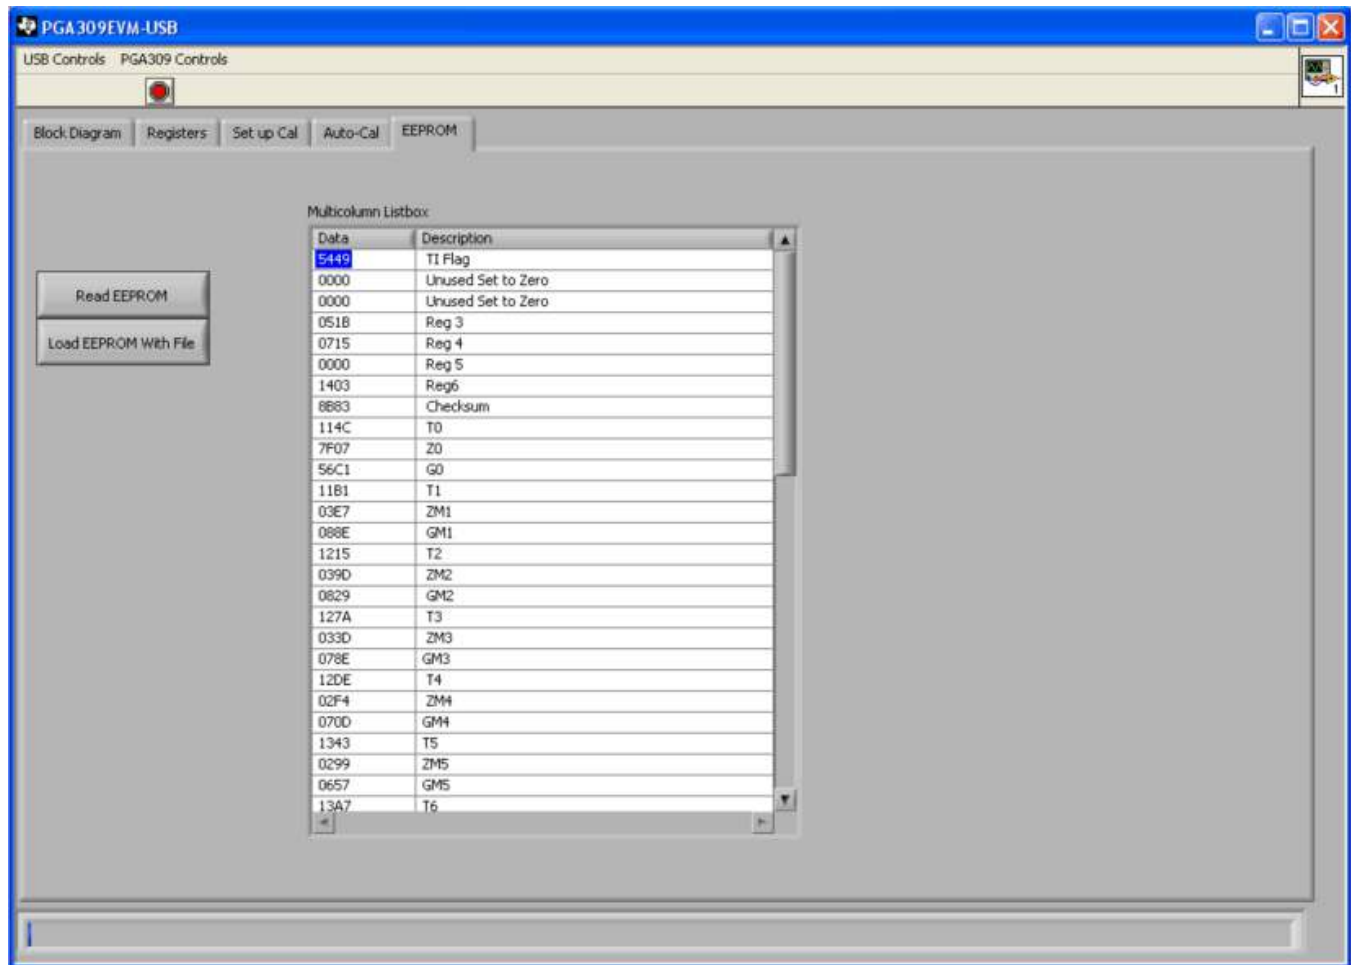 PGA309EVM-USB
USB Controls PGA309 Controls
1
Block Diagram Registers Set up Cal Auto-Cal EEPROM
Multicolumn Listbox
Data Description
5449 TI Flag
0000 Unused Set to Zero
Read EEPROM
0000 Unused Set to Zero
051B Reg 3
Load EEPROM With File
0715 Reg 4
0000 Reg 5
1403 Reg6
8B83 Checksum
114C T0
7F07 Z0
56C1 G0
11B1 T1
03E7 ZM1
088E GM1
1215 T2
039D ZM2
0829 GM2
127A T3
033D ZM3
078E GM3
12DE T4
02F4 ZM4
070D GM4
1343 T5
0299 ZM5
0657 GM5
13A7 T6